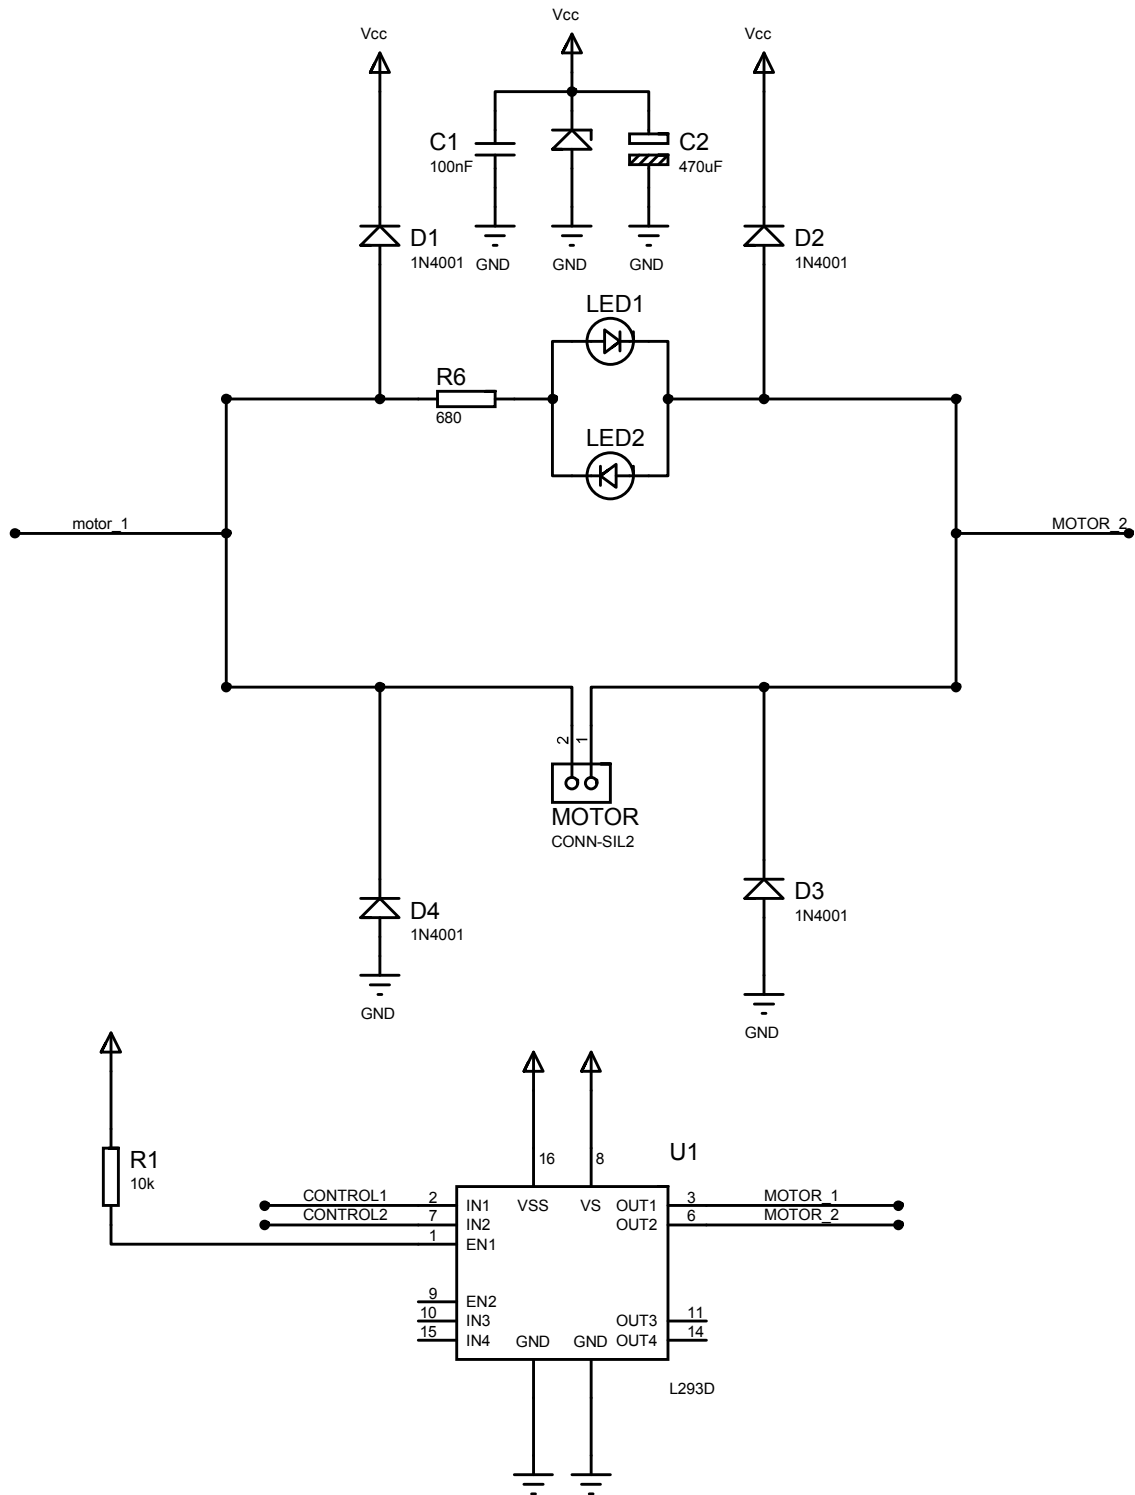 Vcc
Vcc
Vcc
C1
100nF
C2
470uF
D1
1N4001
GND
GND
GND
D2
1N4001
LED1
R6
680
LED2
motor_1
MOTOR_2
2
1
MOTOR
CONN-SIL2
D4
1N4001
GND
D3
1N4001
GND
R1
10k
U1
16
8
CONTROL1
2
IN1
VSS
VS
OUT1
3
MOTOR_1
CONTROL2
7
IN2
OUT2
6
MOTOR_2
1
EN1
9
EN2
10
IN3
OUT3
11
15
IN4
GND
GND
OUT4
14
L293D